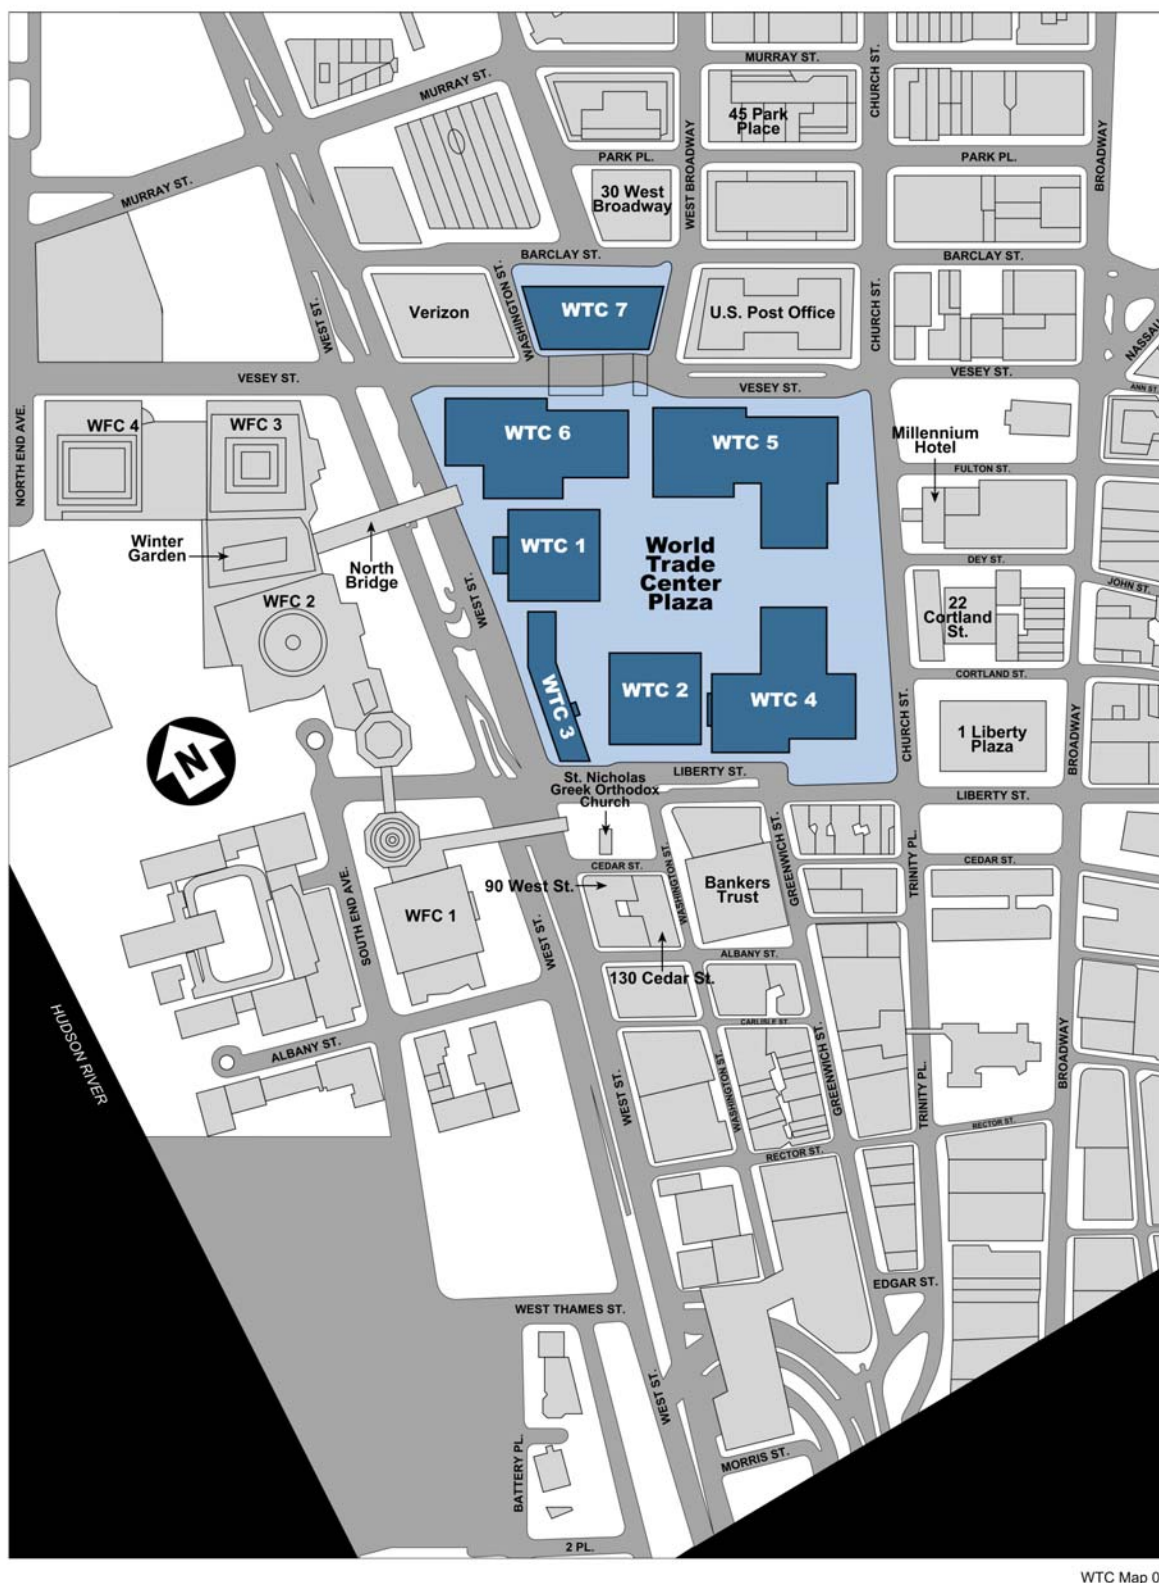 MURRAY ST.
MURRAY ST.
CHURCH ST.
45 Park
Place
WEST BROADWAY
BROADWAY
PARK PL.
PARK PL.
MURRAY ST.
30 West
Broadway
BARCLAY ST.
BARCLAY ST.
WEST ST.
WASHINGTON ST.
Verizon
WTC 7
U.S. Post Office
CHURCH ST.
NASSAU
VESEY ST.
VESEY ST.
VESEY ST.
ANN ST.
NORTH END AVE.
WFC 4
WFC 3
WTC 6
WTC 5
Millennium
Hotel
FULTON ST.
Winter
Garden
North
Bridge
WTC 1
World
Trade
Center
Plaza
DEY ST.
JOHN ST.
WFC 2
WEST ST.
22
Cortland
St.
CORTLAND ST.
WTC 3
WTC 2
WTC 4
CHURCH ST.
1 Liberty
Plaza
BROADWAY
N
LIBERTY ST.
St. Nicholas
Greek Orthodox
Church
LIBERTY ST.
CEDAR ST.
WASHINGTON ST.
GREENWICH ST.
TRINITY PL.
CEDAR ST.
90 West St.
Bankers
Trust
SOUTH END AVE.
WFC 1
WEST ST.
ALBANY ST.
130 Cedar St.
HUDSON RIVER
ALBANY ST.
CARLISLE ST.
WEST ST.
WASHINGTON ST.
GREENWICH ST.
TRINITY PL.
BROADWAY
RECTOR ST.
RECTOR ST.
EDGAR ST.
WEST THAMES ST.
WEST ST.
BATTERY PL.
MORRIS ST.
2 PL.
WTC Map 0